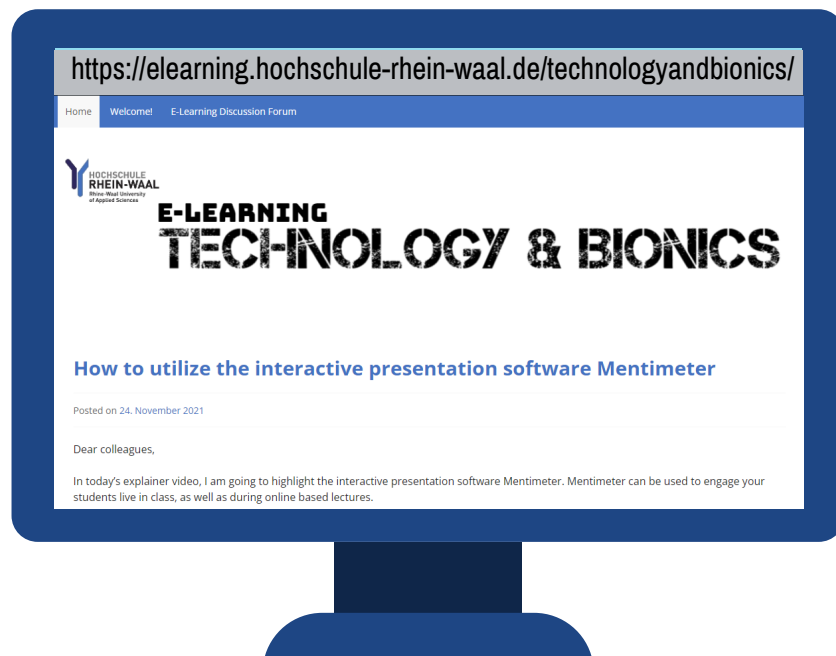 https://elearning.hochschule-rhein-waal.de/technologyandbionics/
Home Welcome! E-Learning Discussion Forum
HOCHSCHULE
RHEIN-WAAL
Rhine-Waal University
of Applied Sciences
E-LEARNING
TECHNOLOGY & BIONICS
How to utilize the interactive presentation software Mentimeter
Posted on 24. November 2021
Dear colleagues,
In today's explainer video, I am going to highlight the interactive presentation software Mentimeter. Mentimeter can be used to engage your
students live in class, as well as during online based lectures.